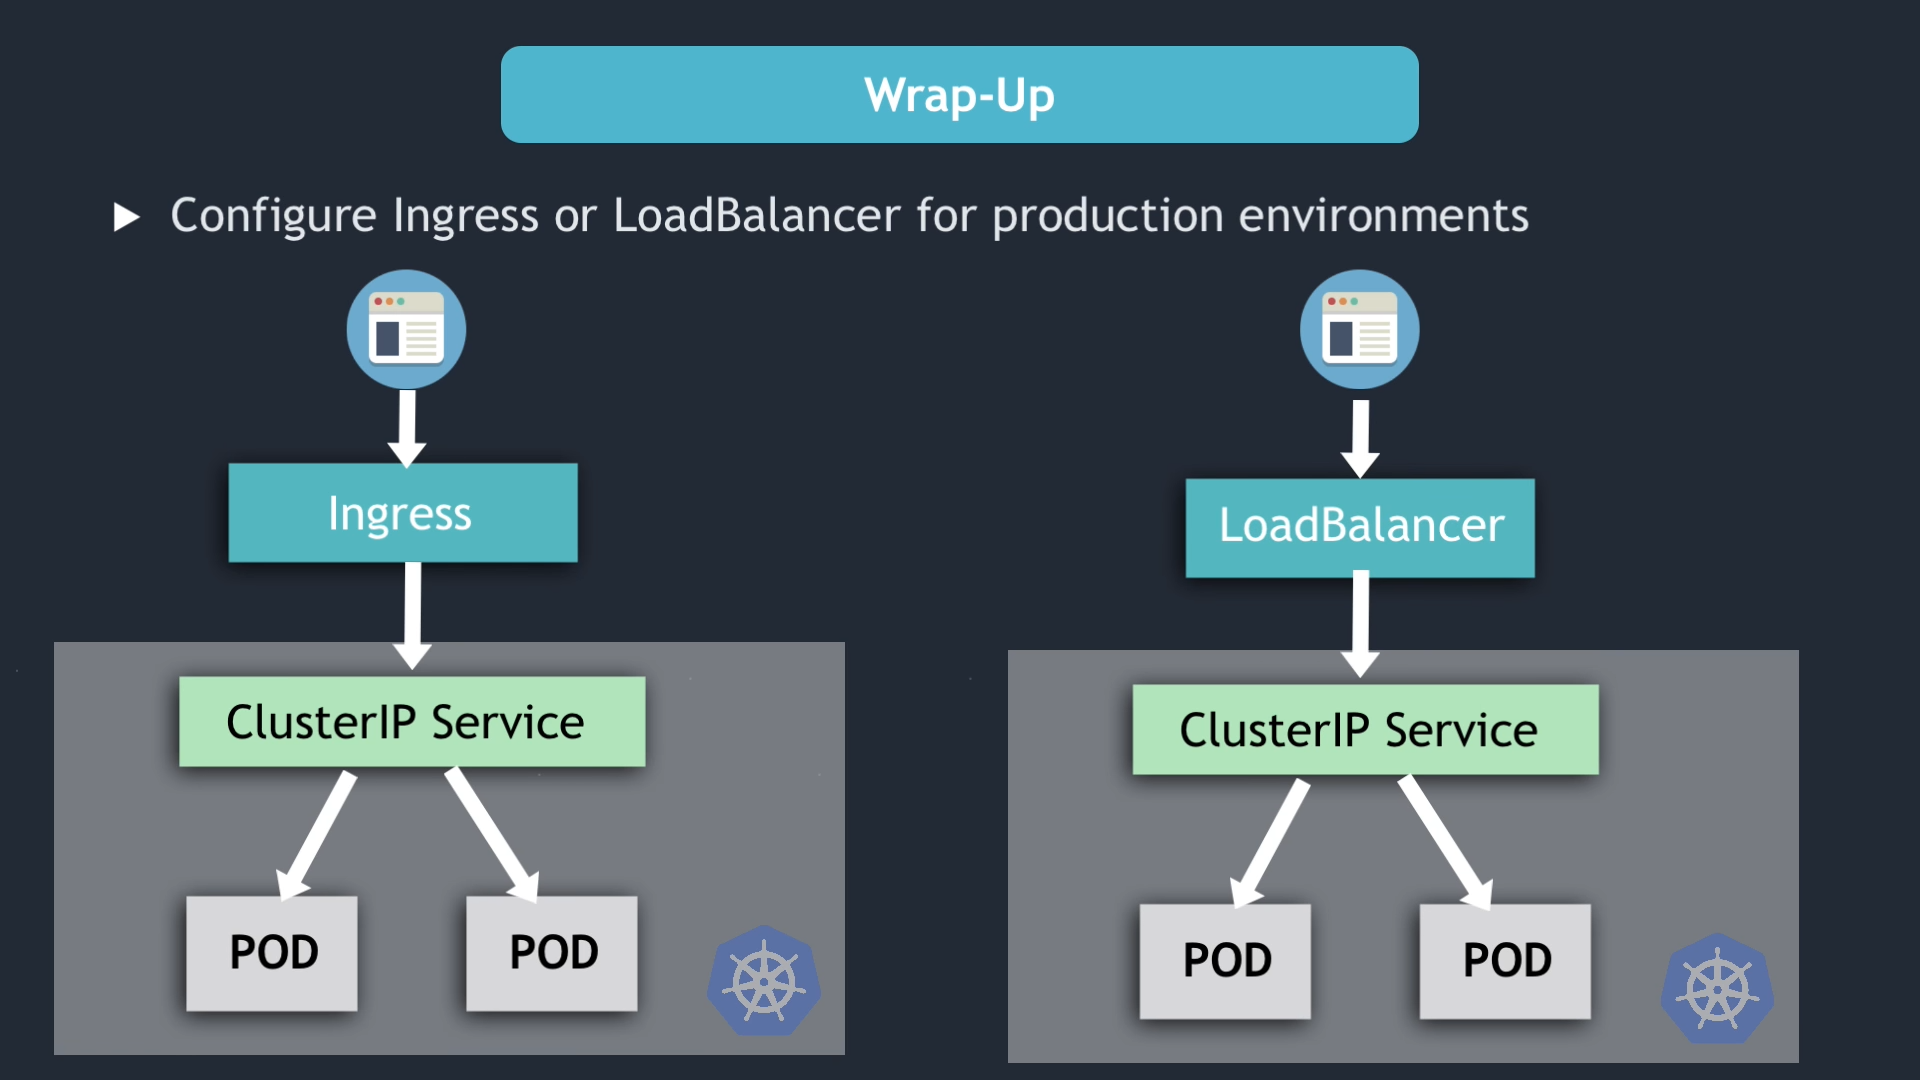 Wrap-Up
Configure Ingress or LoadBalancer for production environments
Ingress
ClusterIP Service
POD
POD
LoadBalancer
ClusterIP Service
POD
POD